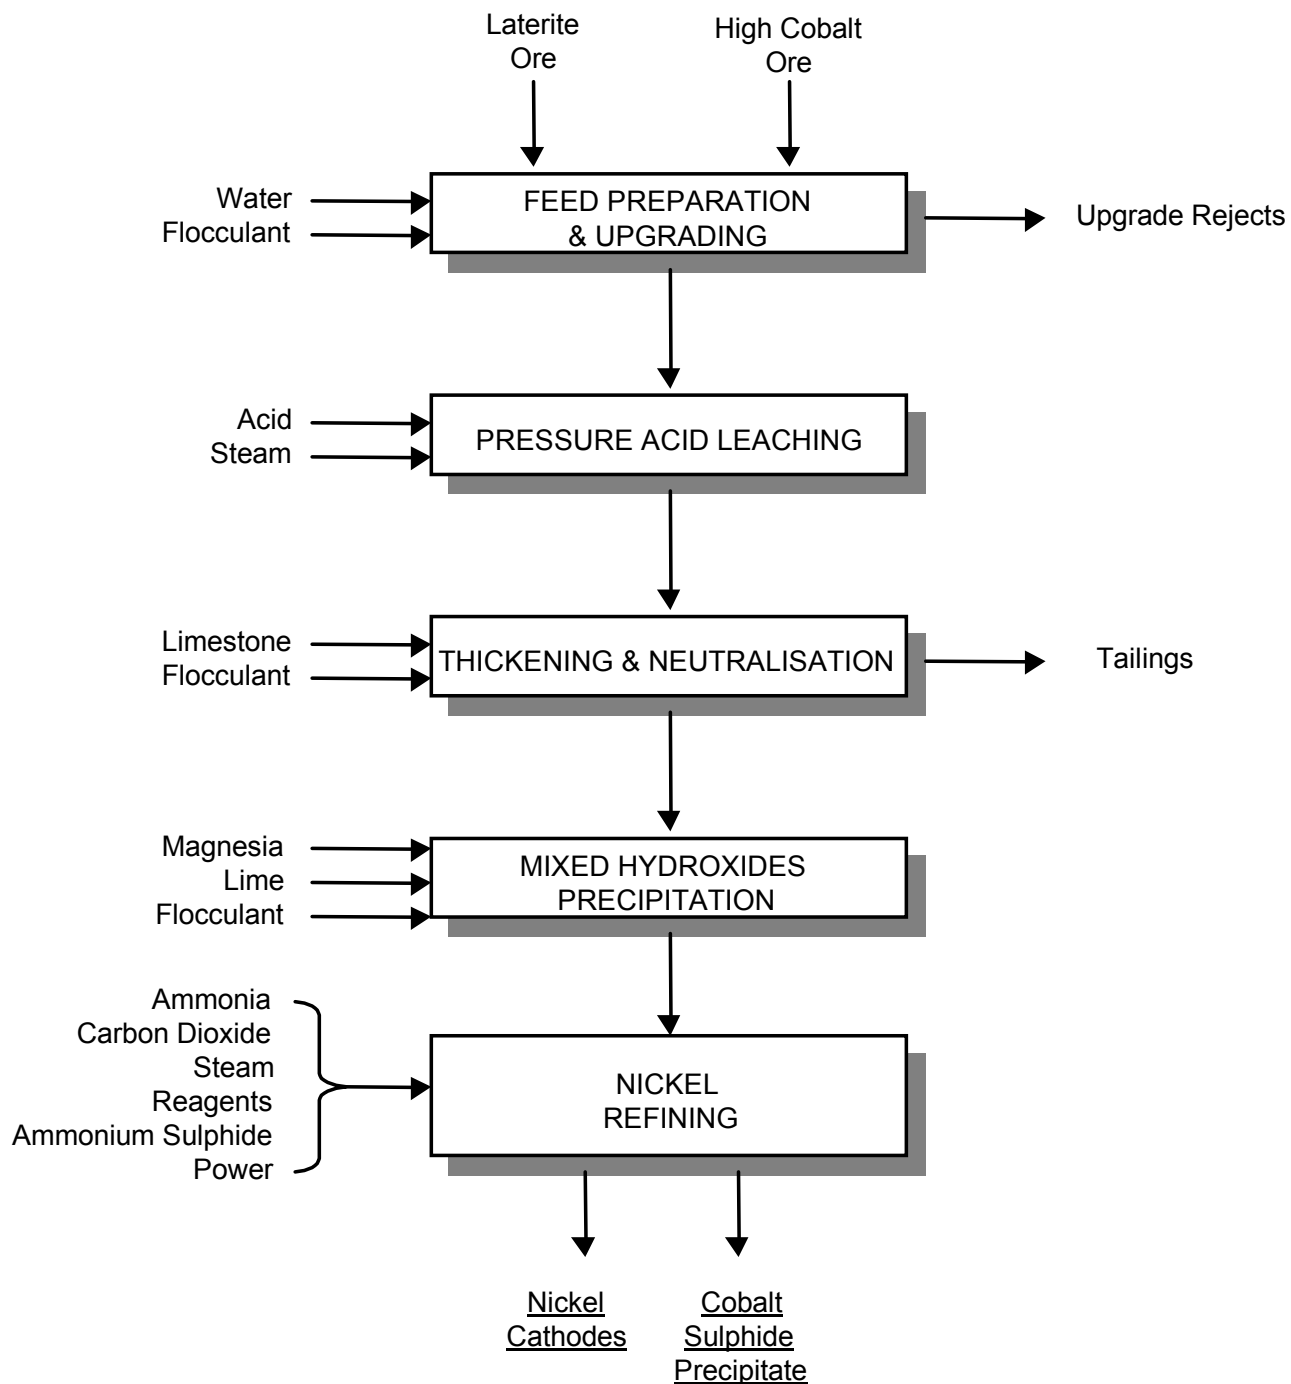 Laterite
Ore
High Cobalt
Ore
Water
Flocculant
FEED PREPARATION
& UPGRADING
Upgrade Rejects
Acid
Steam
PRESSURE ACID LEACHING
Limestone
Flocculant
THICKENING & NEUTRALISATION
Tailings
Magnesia
Lime
Flocculant
MIXED HYDROXIDES
PRECIPITATION
Ammonia
Carbon Dioxide
Steam
Reagents
Ammonium Sulphide
Power
NICKEL
REFINING
Nickel
Cathodes
Cobalt
Sulphide
Precipitate